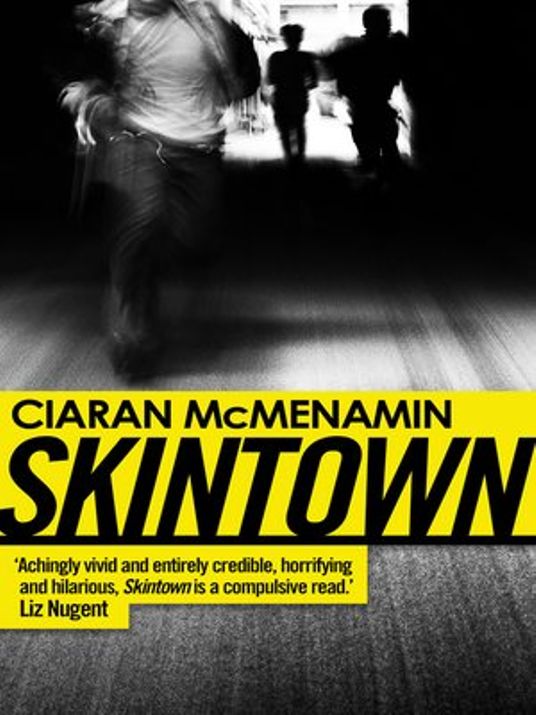 CIARAN McMENAMIN
SKINTOWN
'Achingly vivid and entirely credible, horrifying
and hilarious, Skintown is a compulsive read.'
Liz Nugent